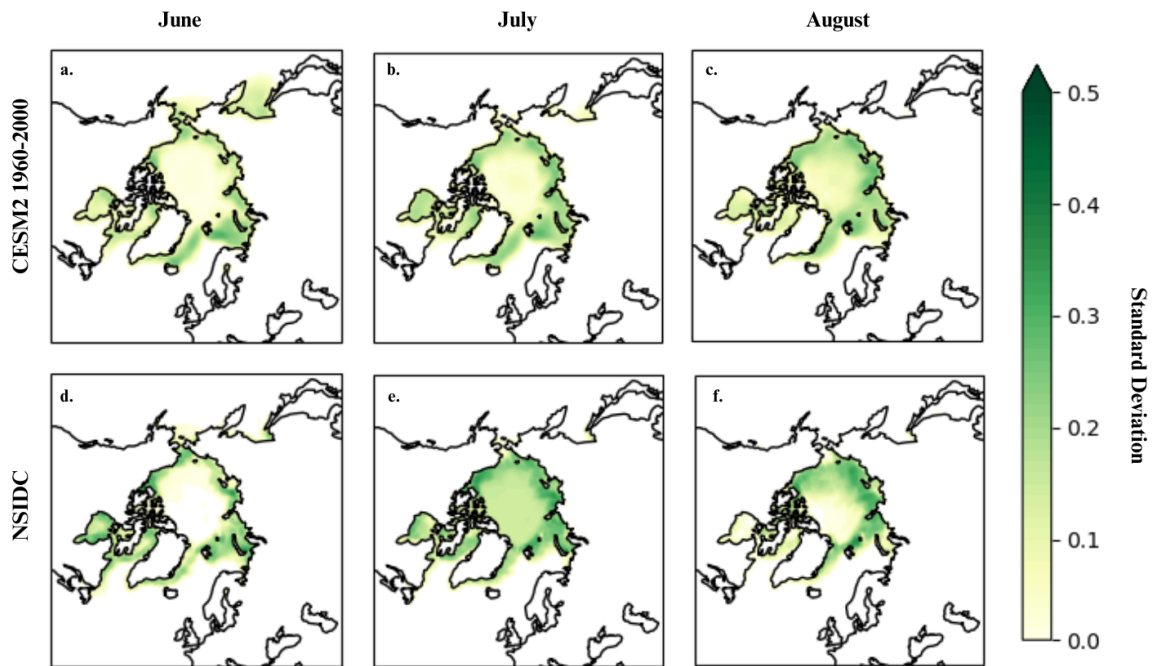 June
July
August
CESM2 1960-2000
a.
b.
c.
NSIDC
d.
e.
f.
0.5
0.4
0.3
0.2
0.1
0.0
Standard Deviation